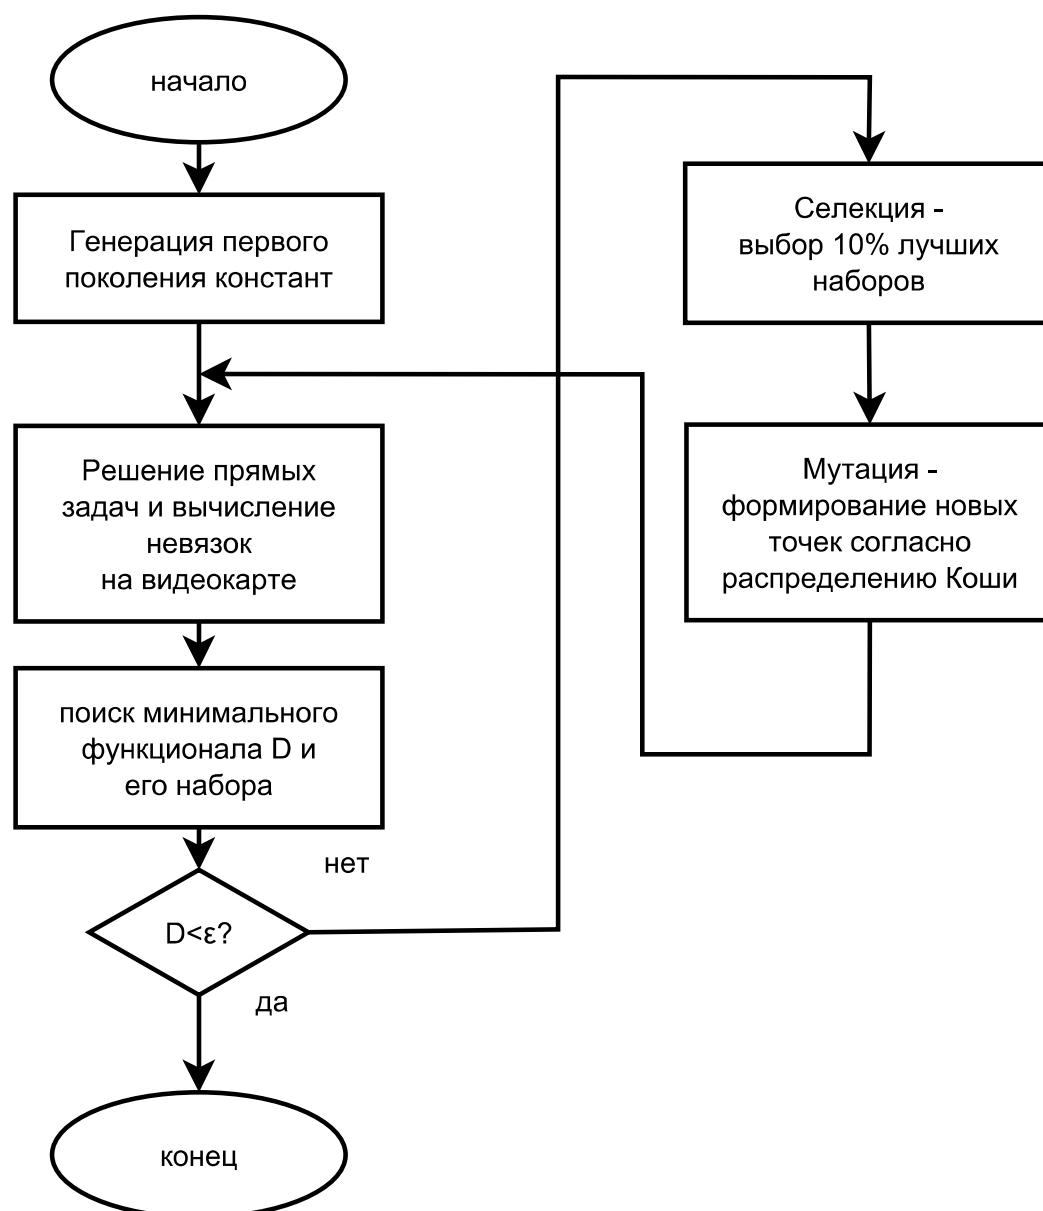 начало
Генерация первого
поколения констант
Решение прямых
задач и вычисление
невязок
на видеокарте
поиск минимального
функционала D и
его набора
нет
D<ε?
да
конец
Селекция -
выбор 10% лучших
наборов
Мутация -
формирование новых
точек согласно
распределению Коши